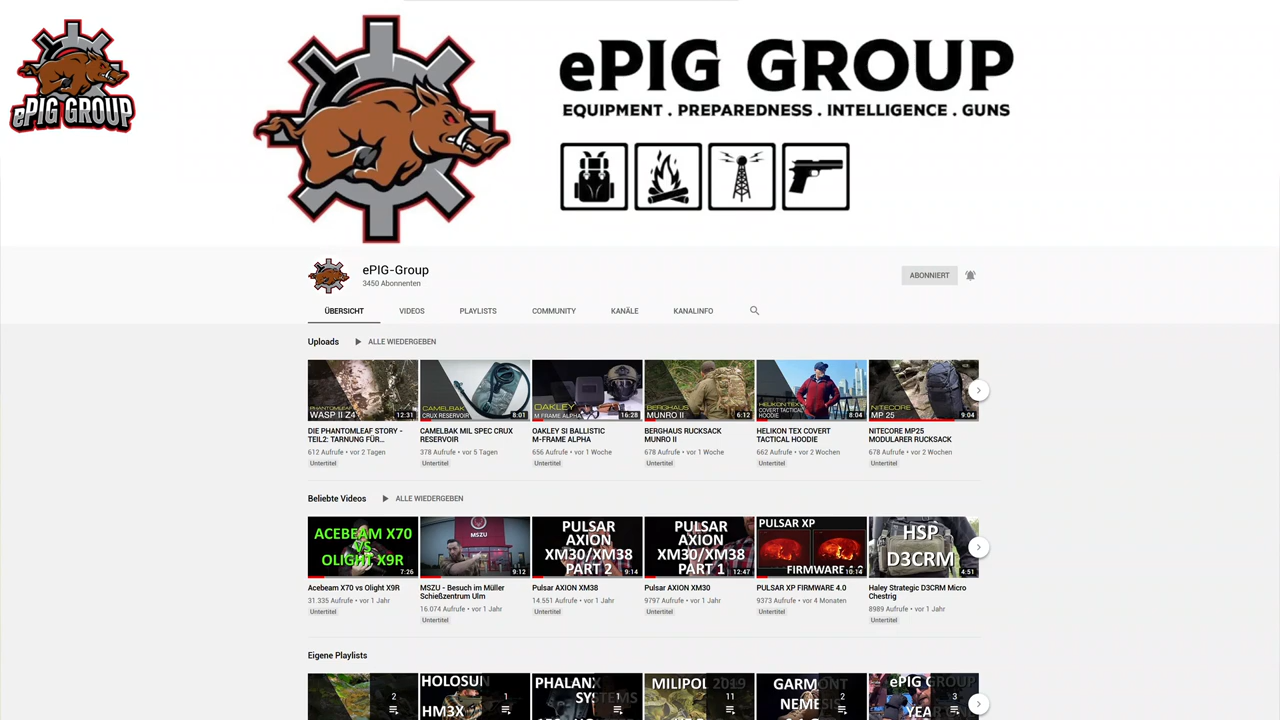 ePIG GROUP
ePIG GROUP
EQUIPMENT . PREPAREDNESS . INTELLIGENCE . GUNS
ePIG-Group
3450 Abonnenten
ABONNIERT
ÜBERSICHT
VIDEOS
PLAYLISTS
COMMUNITY
KANÄLE
KANALINFO
Uploads
ALLE WIEDERGEBEN
PHANTOMLEAF
WASP II Z4
12:31
CAMELBAK
CRUX RESERVOIR
8:01
OAKLEY
M FRAME ALPHA
16:28
BERGHAUS
MUNRO II
6:12
HELIKON TEX
COVERT TACTICAL
HOODIE
8:04
NITECORE
MP 25
9:04
DIE PHANTOMLEAF STORY -
TEIL2: TARNUNG FÜR...
612 Aufrufe • vor 2 Tagen
Untertitel
CAMELBAK MIL SPEC CRUX
RESERVOIR
378 Aufrufe • vor 5 Tagen
Untertitel
OAKLEY SI BALLISTIC
M-FRAME ALPHA
656 Aufrufe • vor 1 Woche
Untertitel
BERGHAUS RUCKSACK
MUNRO II
678 Aufrufe • vor 1 Woche
Untertitel
HELIKON TEX COVERT
TACTICAL HOODIE
662 Aufrufe • vor 2 Wochen
Untertitel
NITECORE MP25
MODULARER RUCKSACK
678 Aufrufe • vor 2 Wochen
Untertitel
Beliebte Videos
ALLE WIEDERGEBEN
ACEBEAM X70
VS
OLIGHT X9R
7:26
MSZU
9:12
PULSAR
AXION
XM30/XM38
PART 2
9:14
PULSAR
AXION
XM30/XM38
PART 1
12:47
PULSAR XP
FIRMWARE
10:14
HSP
D3CRM
4:51
Acebeam X70 vs Olight X9R
31.335 Aufrufe • vor 1 Jahr
Untertitel
MSZU - Besuch im Müller
Schießzentrum Ulm
16.074 Aufrufe • vor 1 Jahr
Untertitel
Pulsar AXION XM38
14.551 Aufrufe • vor 1 Jahr
Untertitel
Pulsar AXION XM30
9797 Aufrufe • vor 1 Jahr
Untertitel
PULSAR XP FIRMWARE 4.0
9373 Aufrufe • vor 4 Monaten
Untertitel
Haley Strategic D3CRM Micro
Chestrig
8989 Aufrufe • vor 1 Jahr
Untertitel
Eigene Playlists
2
HOLOSUN
HM3X
1
PHALANX
SYSTEMS
1
MILIPOL 2019
11
GARMONT
NEMESIS
2
ePIG GROUP
YEAR
3